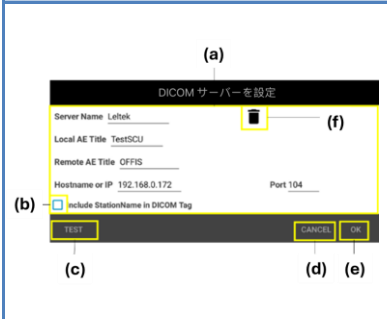 (a)
DICOM サーバーを設定
Server Name Leltek
(f)
Local AE Title TestSCU
Remote AE Title OFFIS
Hostname or IP 192.168.0.172 Port 104
(b) Include StationName in DICOM Tag
TEST CANCEL OK
(c) (d) (e)